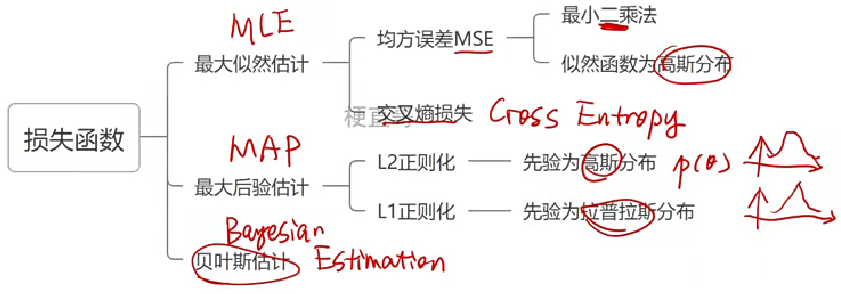 MLE
最小二乘法
均方误差MSE
最大似然估计
似然函数为高斯分布
交叉熵损失 Cross Entropy
损失函数
MAP
L2正则化 先验为高斯分布 p(θ)
最大后验估计
L1正则化 先验为拉普拉斯分布
Bayesian
贝叶斯估计 Estimation